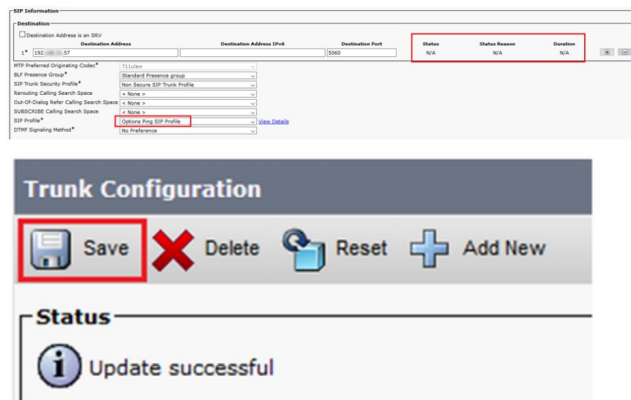 SIP Information
Destination
Destination Address is an SRV
Destination Address Destination Address IPv6 Destination Port Status Status Reason Duration
1* 192. .57 5060 N/A N/A N/A
MTP Preferred Originating Codec* 711ulaw
BLF Presence Group* Standard Presence group
SIP Trunk Security Profile* Non Secure SIP Trunk Profile
Rerouting Calling Search Space < None >
Out-Of-Dialog Refer Calling Search Space < None >
SUBSCRIBE Calling Search Space < None >
SIP Profile* Options Ping SIP Profile View Details
DTMF Signaling Method* No Preference
Trunk Configuration
Save Delete Reset Add New
Status
i Update successful